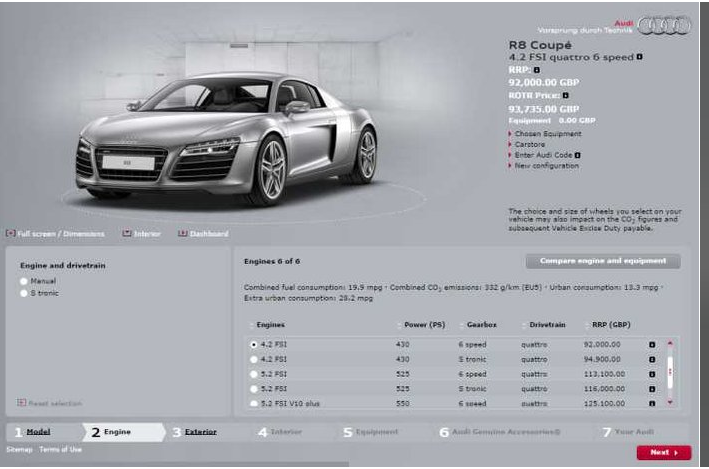 Audi
Vorsprung durch Technik
R8 Coupé
4.2 FSI quattro 6 speed
RRP:
92,000.00 GBP
ROTR Price:
93,735.00 GBP
Equipment 0.00 GBP
Chosen Equipment
Carstore
Enter Audi Code
New configuration
The choice and size of wheels you select on your
vehicle may also impact on the CO2 figures and
subsequent Vehicle Excise Duty payable.
Full screen / Dimensions Interior Dashboard
Engine and drivetrain
Manual
S tronic
Reset selection
Engines 6 of 6 Compare engine and equipment
Combined fuel consumption: 19.9 mpg · Combined CO2 emissions: 332 g/km (EU5) · Urban consumption: 13.3 mpg ·
Extra urban consumption: 28.2 mpg
Engines Power (PS) Gearbox Drivetrain RRP (GBP)
4.2 FSI 430 6 speed quattro 92,000.00
4.2 FSI 430 S tronic quattro 94,900.00
5.2 FSI 525 6 speed quattro 113,100.00
5.2 FSI 525 S tronic quattro 116,000.00
5.2 FSI V10 plus 550 6 speed quattro 125,100.00
1 Model 2 Engine 3 Exterior 4 Interior 5 Equipment 6 Audi Genuine Accessories® 7 Your Audi
Sitemap Terms of Use
Next